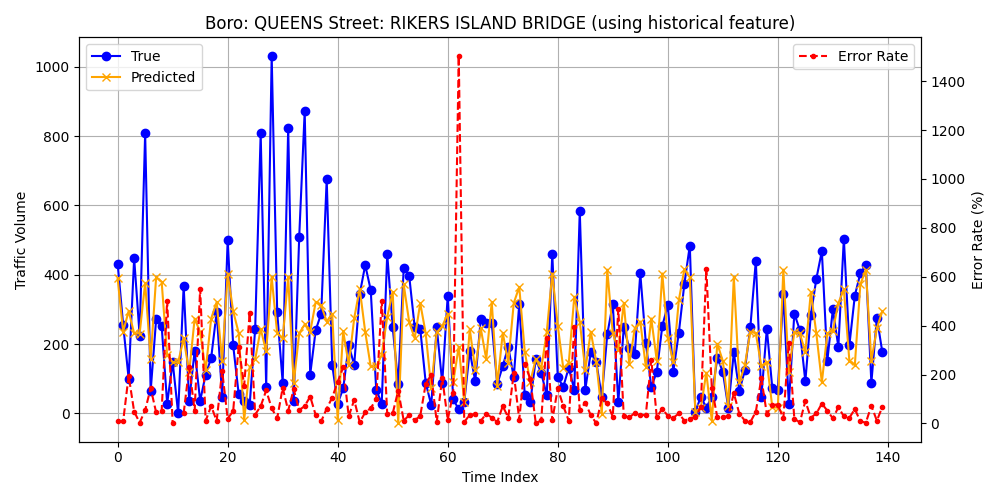 Boro: QUEENS Street: RIKERS ISLAND BRIDGE (using historical feature)
True
Predicted
Error Rate
Traffic Volume
1000
800
600
400
200
0
Error Rate (%)
1400
1200
1000
800
600
400
200
0
0 20 40 60 80 100 120 140
Time Index